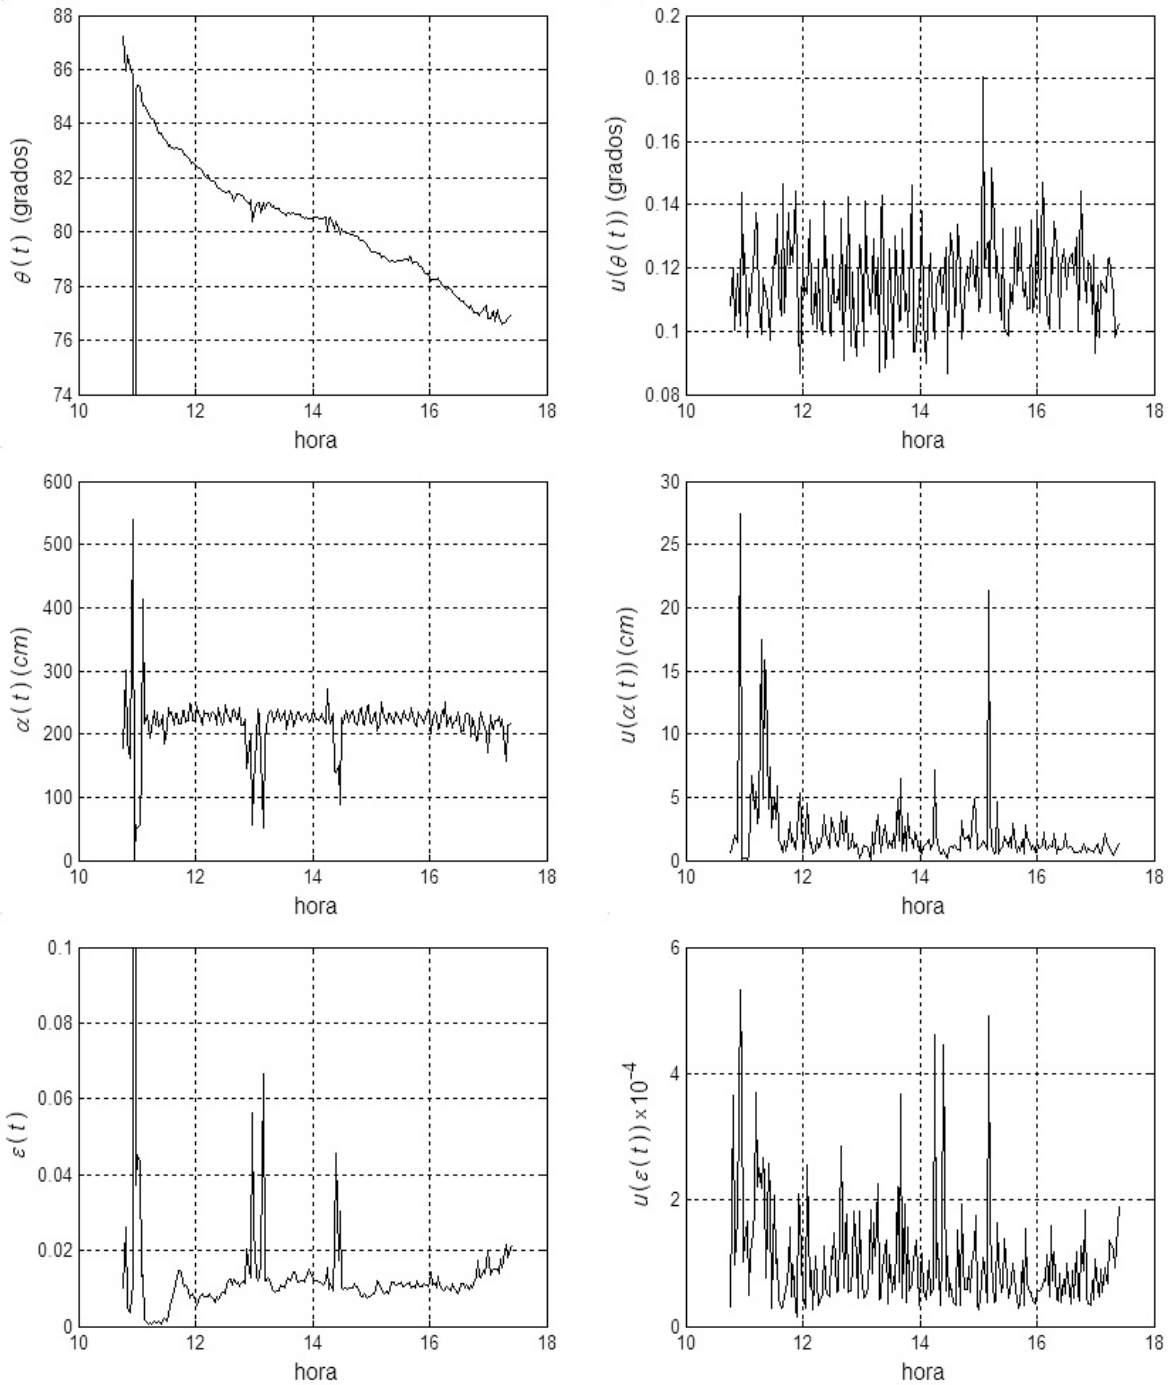 88
86
84
82
80
78
76
74
10 12 14 16 18
hora
θ(t) (grados)
0.2
0.18
0.16
0.14
0.12
0.1
0.08
10 12 14 16 18
hora
u(θ(t)) (grados)
600
500
400
300
200
100
0
10 12 14 16 18
hora
α(t)(cm)
30
25
20
15
10
5
0
10 12 14 16 18
hora
u(α(t))(cm)
0.1
0.08
0.06
0.04
0.02
0
10 12 14 16 18
hora
ε(t)
6
4
2
0
10 12 14 16 18
hora
u(ε(t))×10⁻⁴